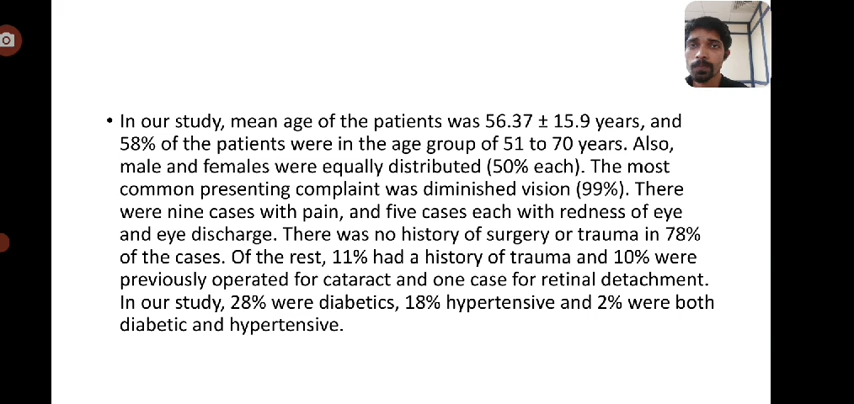 • In our study, mean age of the patients was 56.37 ± 15.9 years, and
58% of the patients were in the age group of 51 to 70 years. Also,
male and females were equally distributed (50% each). The most
common presenting complaint was diminished vision (99%). There
were nine cases with pain, and five cases each with redness of eye
and eye discharge. There was no history of surgery or trauma in 78%
of the cases. Of the rest, 11% had a history of trauma and 10% were
previously operated for cataract and one case for retinal detachment.
In our study, 28% were diabetics, 18% hypertensive and 2% were both
diabetic and hypertensive.